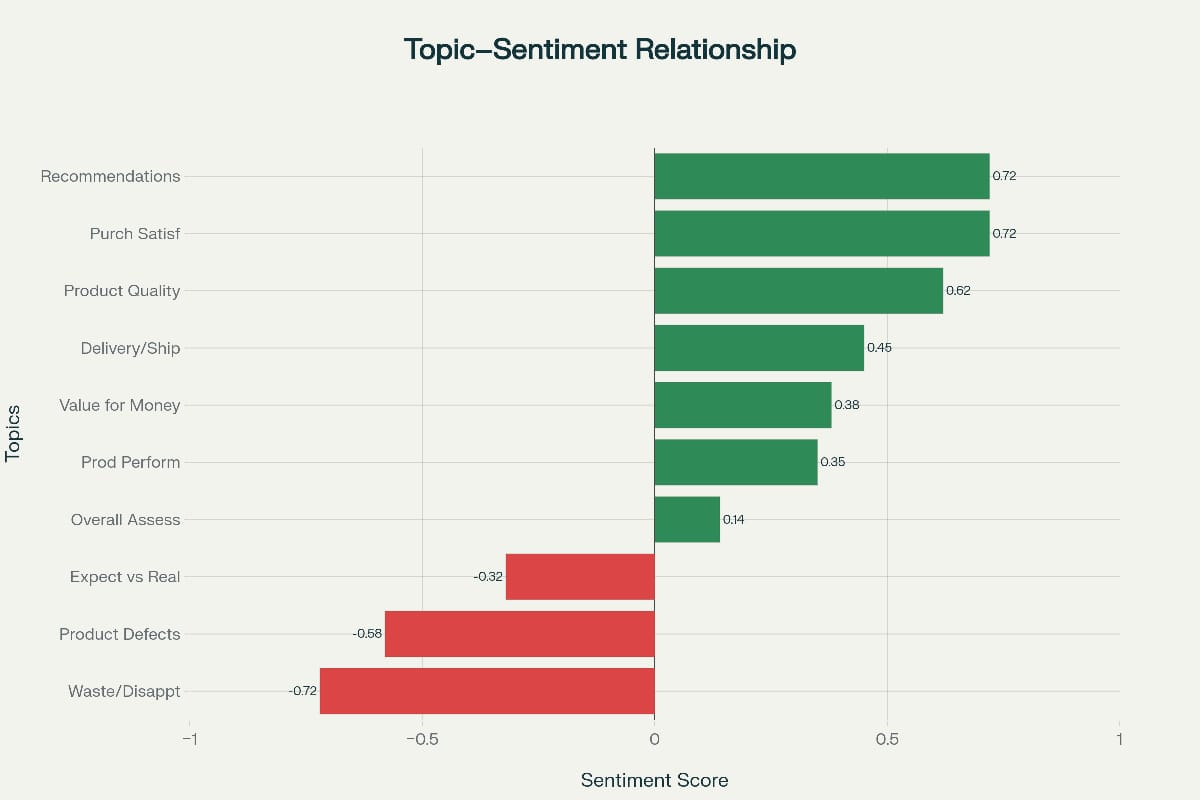 Topic–Sentiment Relationship
Topics
Recommendations 0.72
Purch Satisf 0.72
Product Quality 0.62
Delivery/Ship 0.45
Value for Money 0.38
Prod Perform 0.35
Overall Assess 0.14
Expect vs Real -0.32
Product Defects -0.58
Waste/Disappt -0.72
−1 −0.5 0 0.5 1
Sentiment Score